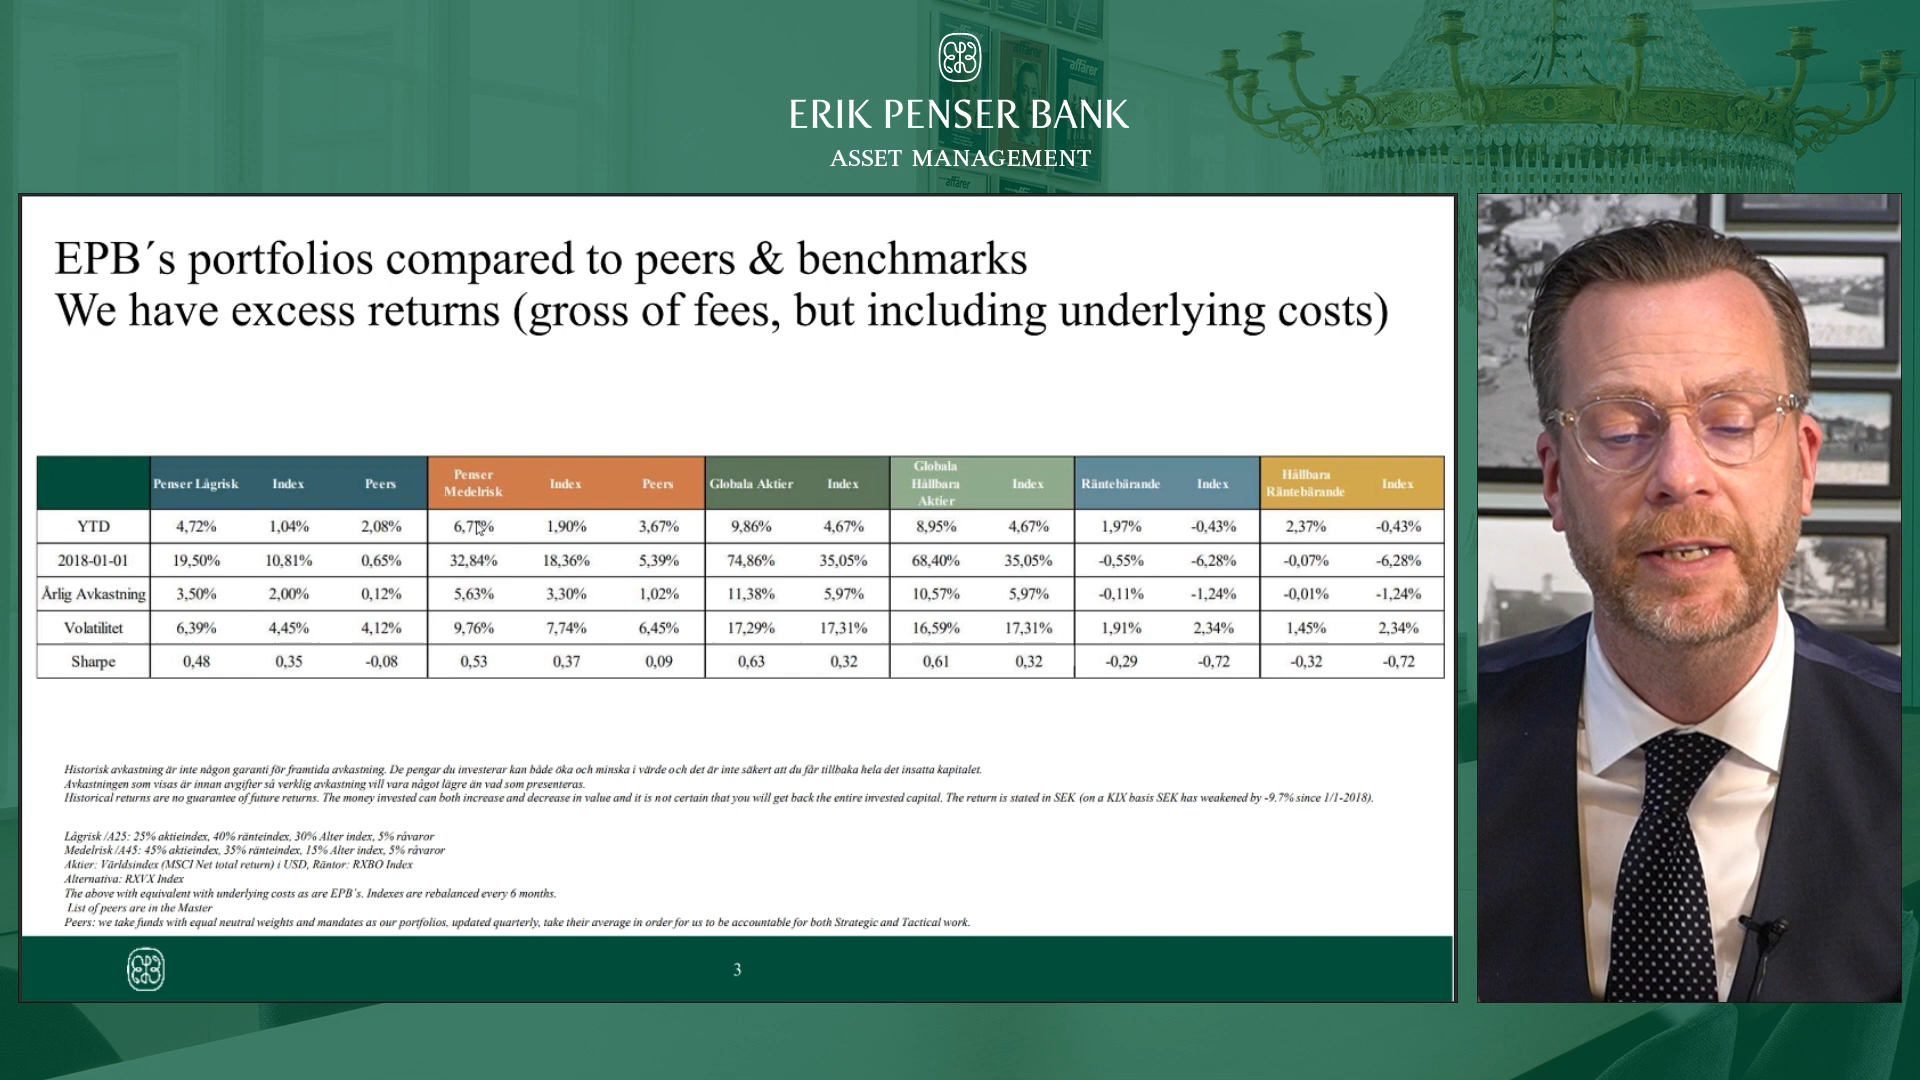 affärer
affärer
affärer
ERIK PENSER BANK
ASSET MANAGEMENT
EPB´s portfolios compared to peers & benchmarks
We have excess returns (gross of fees, but including underlying costs)
Penser Lågrisk Index Peers Penser Medelrisk Index Peers Globala Aktier Index Globala Hållbara Aktier Index Räntebärande Index Hållbara Räntebärande Index
YTD 4,72% 1,04% 2,08% 1,90% 3,67% 9,86% 4,67% 8,95% 4,67% 1,97% -0,43% 2,37% -0,43%
2018-01-01 19,50% 10,81% 0,65% 32,84% 18,36% 5,39% 74,86% 35,05% 68,40% 35,05% -0,55% -6,28% -0,07% -6,28%
Årlig Avkastning 3,50% 2,00% 0,12% 5,63% 3,30% 1,02% 11,38% 5,97% 10,57% 5,97% -0,11% -1,24% -0,01% -1,24%
Volatilitet 6,39% 4,45% 4,12% 9,76% 7,74% 6,45% 17,29% 17,31% 16,59% 17,31% 1,91% 2,34% 1,45% 2,34%
Sharpe 0,48 0,35 -0,08 0,53 0,37 0,09 0,63 0,32 0,61 0,32 -0,29 -0,72 -0,32 -0,72
Historisk avkastning är inte någon garanti för framtida avkastning. De pengar du investerar kan både öka och minska i värde och det är inte säkert att du får tillbaka hela det insatta kapitalet.
Avkastningen som visas är innan avgifter så verklig avkastning vill vara något lägre än vad som presenteras.
Historical returns are no guarantee of future returns. The money invested can both increase and decrease in value and it is not certain that you will get back the entire invested capital. The return is stated in SEK (on a KIX basis SEK has weakened by -9.7% since 1/1-2018).
Lågrisk /A25: 25% aktieindex, 40% ränteindex, 30% Alter index, 5% råvaror
Medelrisk /A45: 45% aktieindex, 35% ränteindex, 15% Alter index, 5% råvaror
Aktier: Världsindex (MSCI Net total return) i USD, Räntor: RXBO Index
Alternativa: RXVX Index
The above with equivalent with underlying costs as are EPB's. Indexes are rebalanced every 6 months.
List of peers are in the Master
Peers: we take funds with equal neutral weights and mandates as our portfolios, updated quarterly, take their average in order for us to be accountable for both Strategic and Tactical work.
3